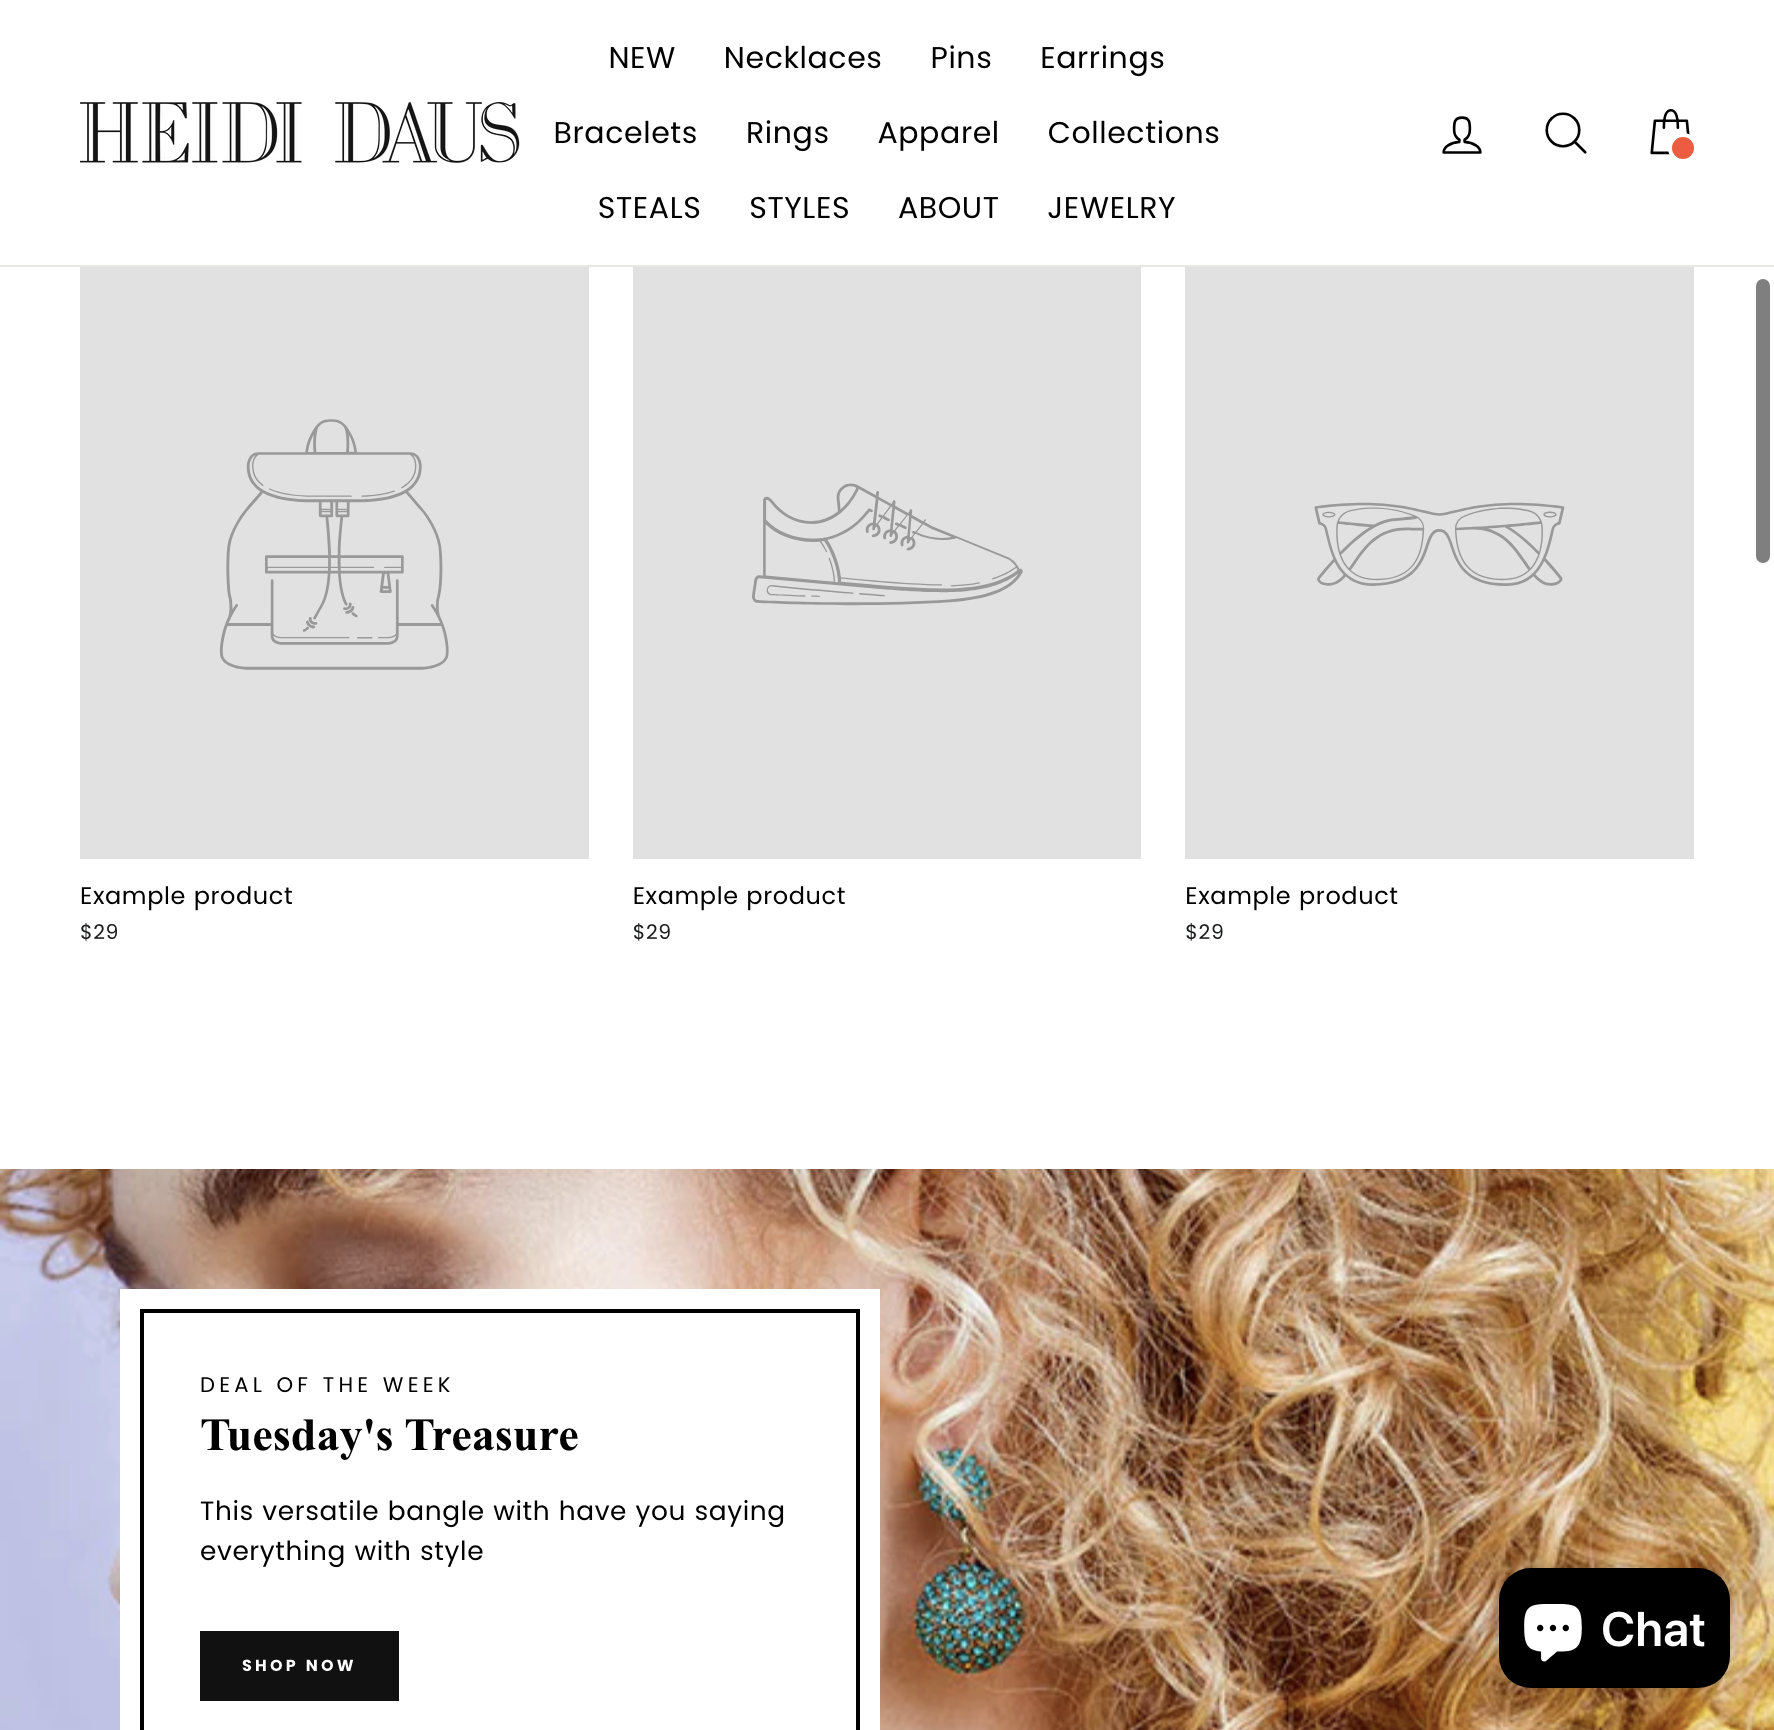 NEW Necklaces Pins Earrings
HEIDI DAUS
Bracelets Rings Apparel Collections
STEALS STYLES ABOUT JEWELRY
Example product
$29
Example product
$29
Example product
$29
DEAL OF THE WEEK
Tuesday's Treasure
This versatile bangle with have you saying
everything with style
SHOP NOW
Chat